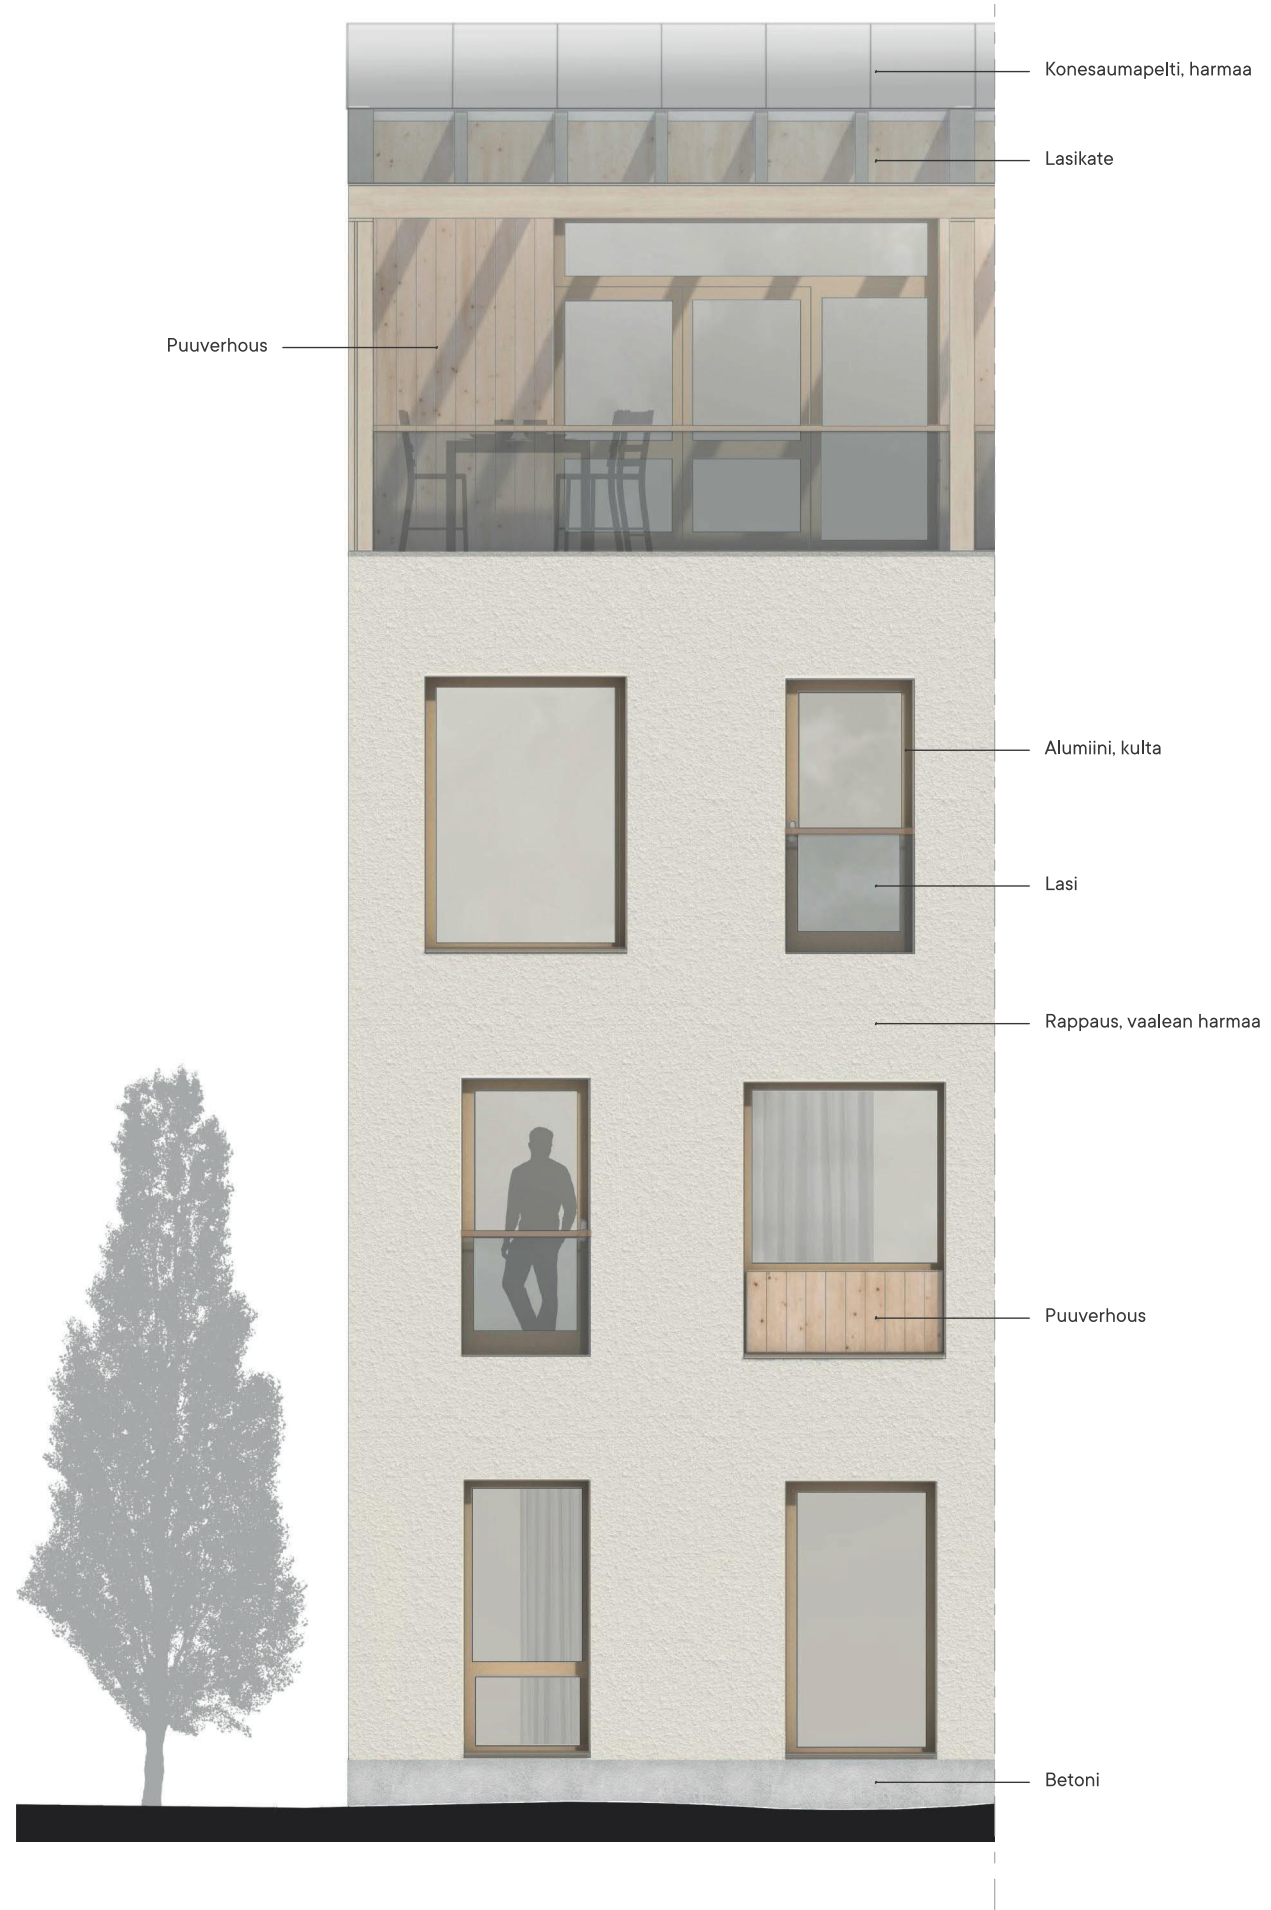 Konesaumapelti, harmaa
Lasikate
Puuverhous
Alumiini, kulta
Lasi
Rappaus, vaalean harmaa
Puuverhous
Betoni